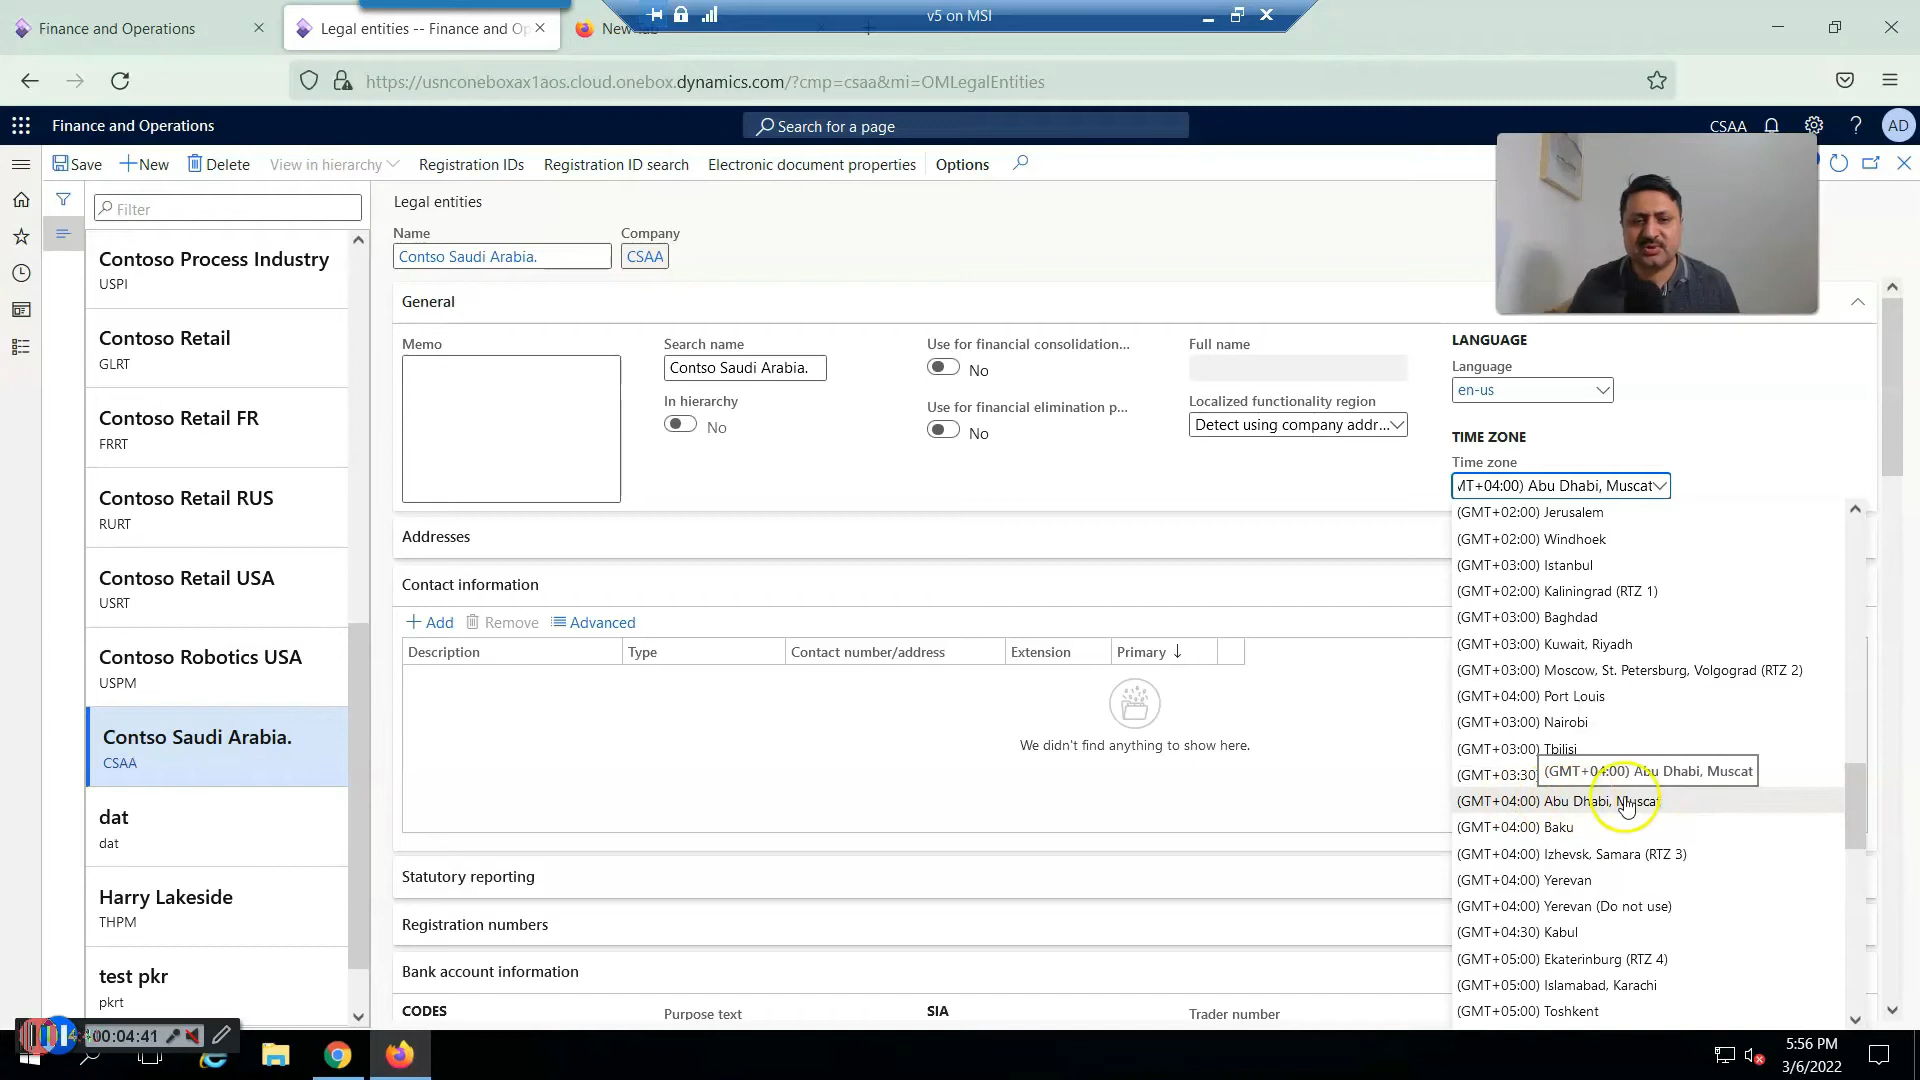 v5 on MSI
Finance and Operations
Legal entities -- Finance and Op
New Tab
https://usnconeboxax1aos.cloud.onebox.dynamics.com/?cmp=csaa&mi=OMLegalEntities
Finance and Operations
Search for a page
CSAA
AD
Save
New
Delete
View in hierarchy
Registration IDs
Registration ID search
Electronic document properties
Options
Filter
Contoso Process Industry
USPI
Contoso Retail
GLRT
Contoso Retail FR
FRRT
Contoso Retail RUS
RURT
Contoso Retail USA
USRT
Contoso Robotics USA
USPM
Contso Saudi Arabia.
CSAA
dat
dat
Harry Lakeside
THPM
test pkr
pkrt
Legal entities
Name
Company
Contso Saudi Arabia.
CSAA
General
Memo
Search name
Contso Saudi Arabia.
In hierarchy
No
Use for financial consolidation...
No
Use for financial elimination p...
No
Full name
Localized functionality region
Detect using company addr...
LANGUAGE
Language
en-us
TIME ZONE
Time zone
MT+04:00) Abu Dhabi, Muscat
(GMT+02:00) Jerusalem
(GMT+02:00) Windhoek
(GMT+03:00) Istanbul
(GMT+02:00) Kaliningrad (RTZ 1)
(GMT+03:00) Baghdad
(GMT+03:00) Kuwait, Riyadh
(GMT+03:00) Moscow, St. Petersburg, Volgograd (RTZ 2)
(GMT+04:00) Port Louis
(GMT+03:00) Nairobi
(GMT+03:00) Tbilisi
(GMT+04:00) Abu Dhabi, Muscat
(GMT+03:30)
(GMT+04:00) Abu Dhabi, Muscat
(GMT+04:00) Baku
(GMT+04:00) Izhevsk, Samara (RTZ 3)
(GMT+04:00) Yerevan
(GMT+04:00) Yerevan (Do not use)
(GMT+04:30) Kabul
(GMT+05:00) Ekaterinburg (RTZ 4)
(GMT+05:00) Islamabad, Karachi
(GMT+05:00) Toshkent
Addresses
Contact information
Add
Remove
Advanced
Description
Type
Contact number/address
Extension
Primary
We didn't find anything to show here.
Statutory reporting
Registration numbers
Bank account information
CODES
Purpose text
SIA
Trader number
00:04:41
5:56 PM
3/6/2022